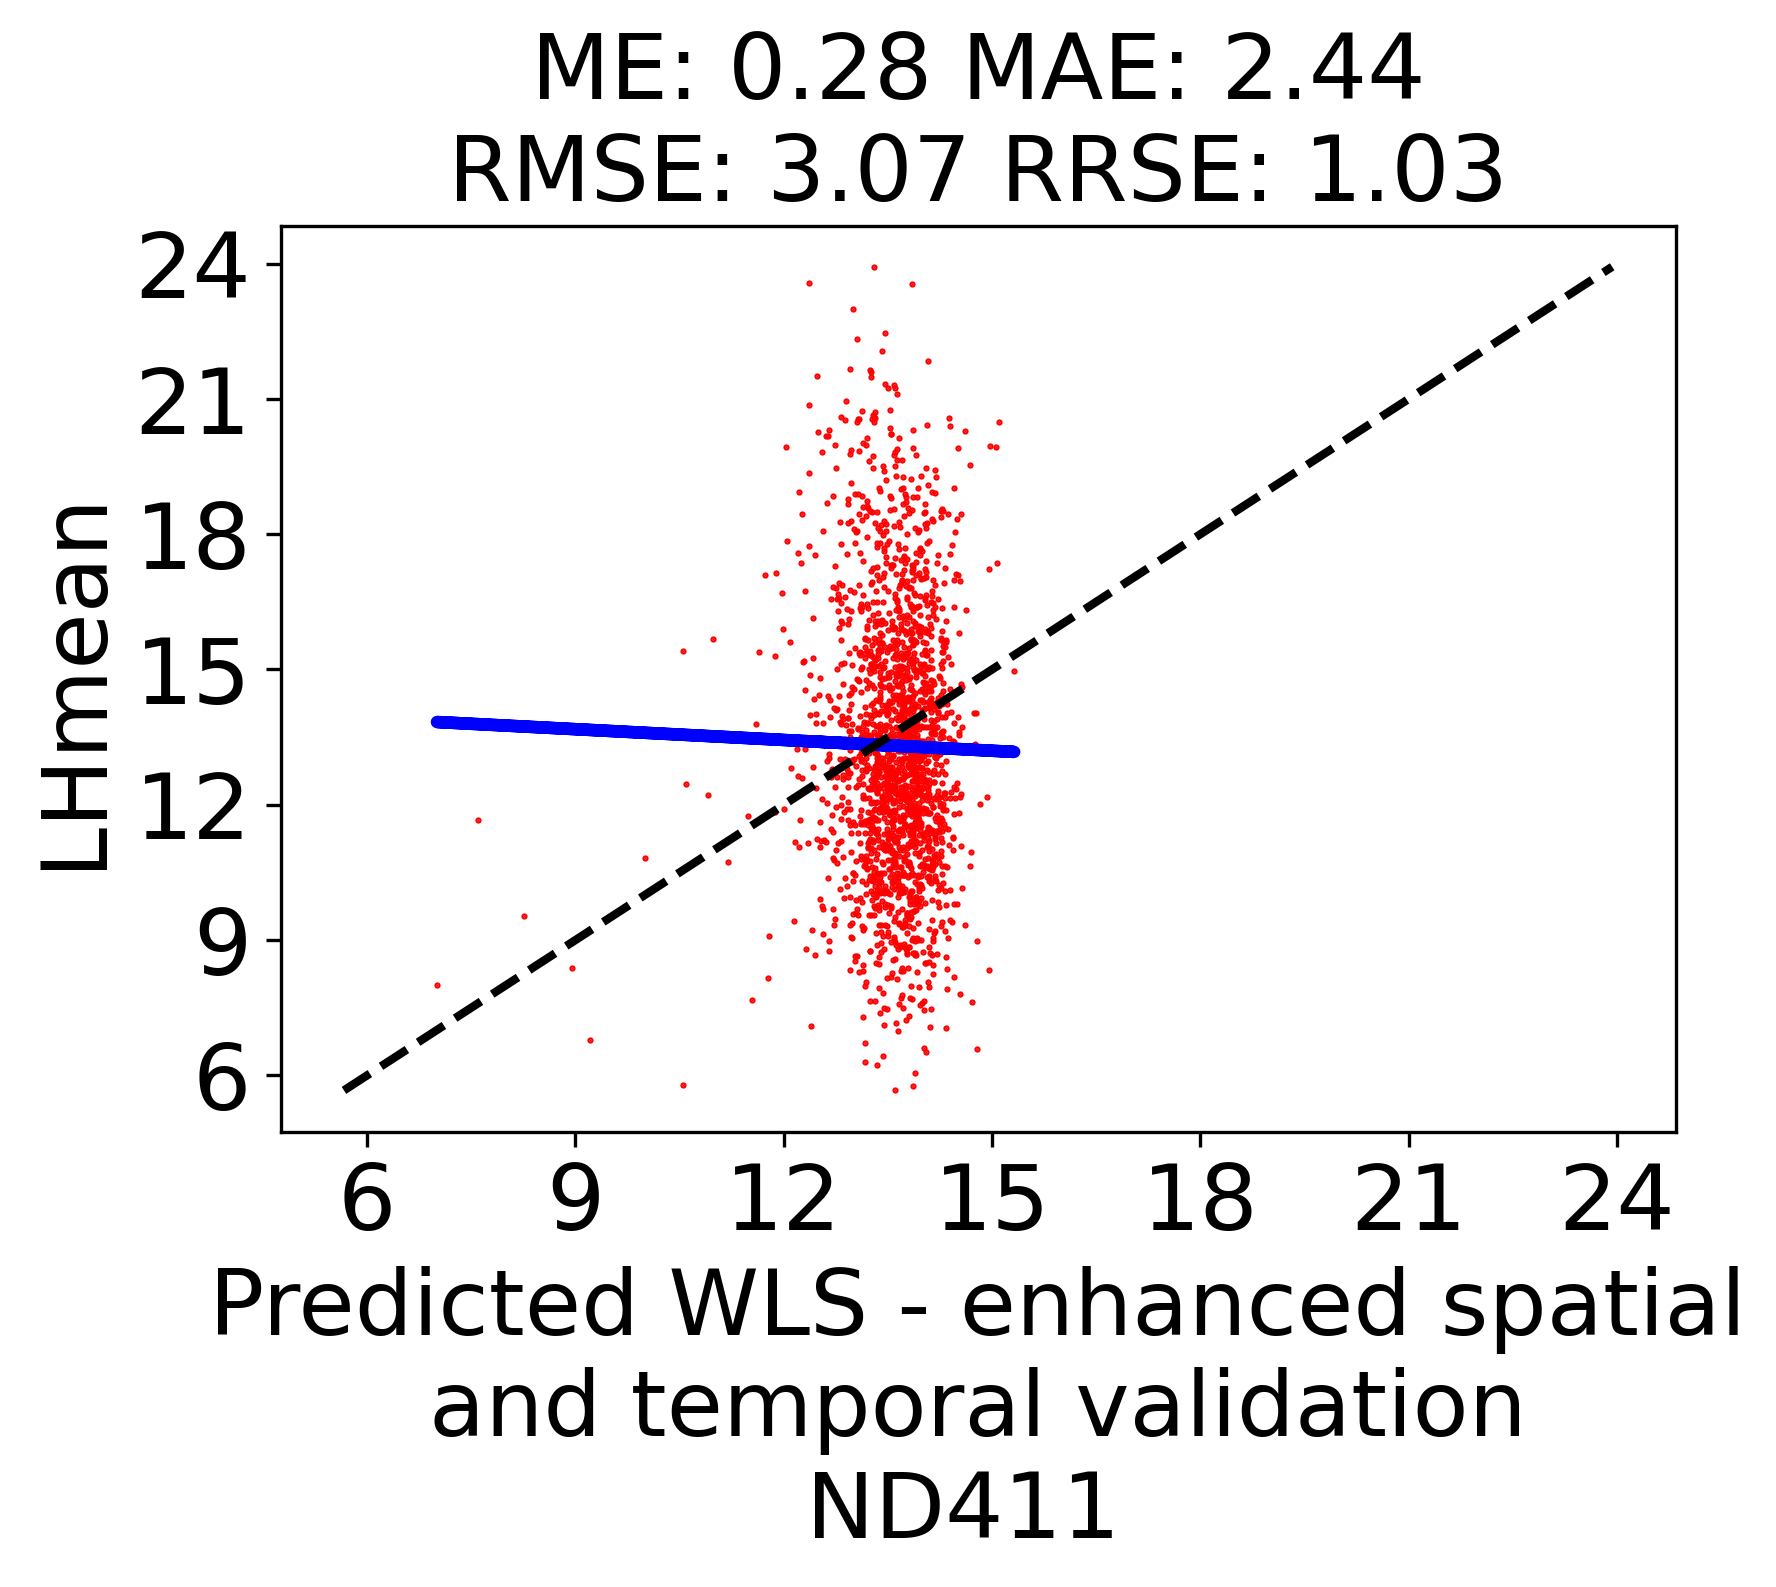 ME: 0.28 MAE: 2.44
RMSE: 3.07 RRSE: 1.03
LHmean
24
21
18
15
12
9
6
6 9 12 15 18 21 24
Predicted WLS - enhanced spatial
and temporal validation
ND411